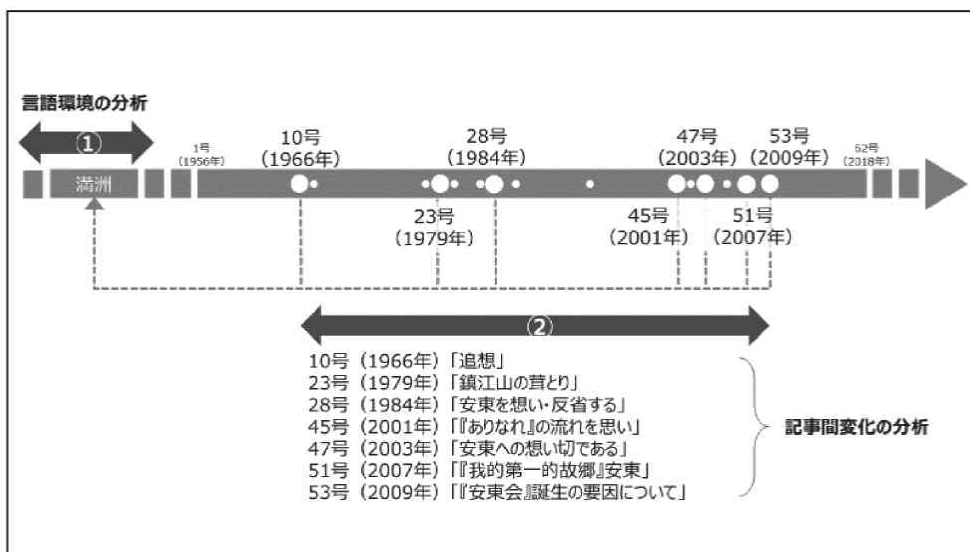 言語環境の分析
①
満洲
1号
(1956年)
10号
(1966年)
28号
(1984年)
47号
(2003年)
53号
(2009年)
62号
(2018年)
23号
(1979年)
45号
(2001年)
51号
(2007年)
②
10号（1966年）「追想」
23号（1979年）「鎮江山の茸とり」
28号（1984年）「安東を想い・反省する」
45号（2001年）「『ありなれ』の流れを思い」
47号（2003年）「安東への想い切である」
51号（2007年）「『我的第一的故郷』安東」
53号（2009年）「『安東会』誕生の要因について」
記事間変化の分析